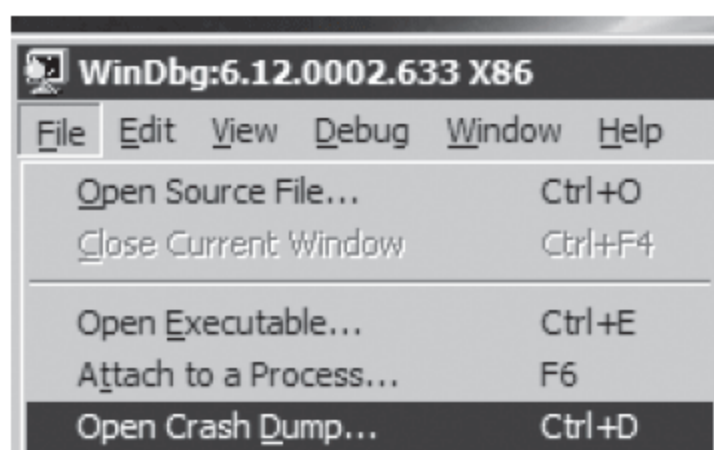 WinDbg:6.12.0002.633 X86
File Edit View Debug Window Help
Open Source File... Ctrl+O
Close Current Window Ctrl+F4
Open Executable... Ctrl+E
Attach to a Process... F6
Open Crash Dump... Ctrl+D